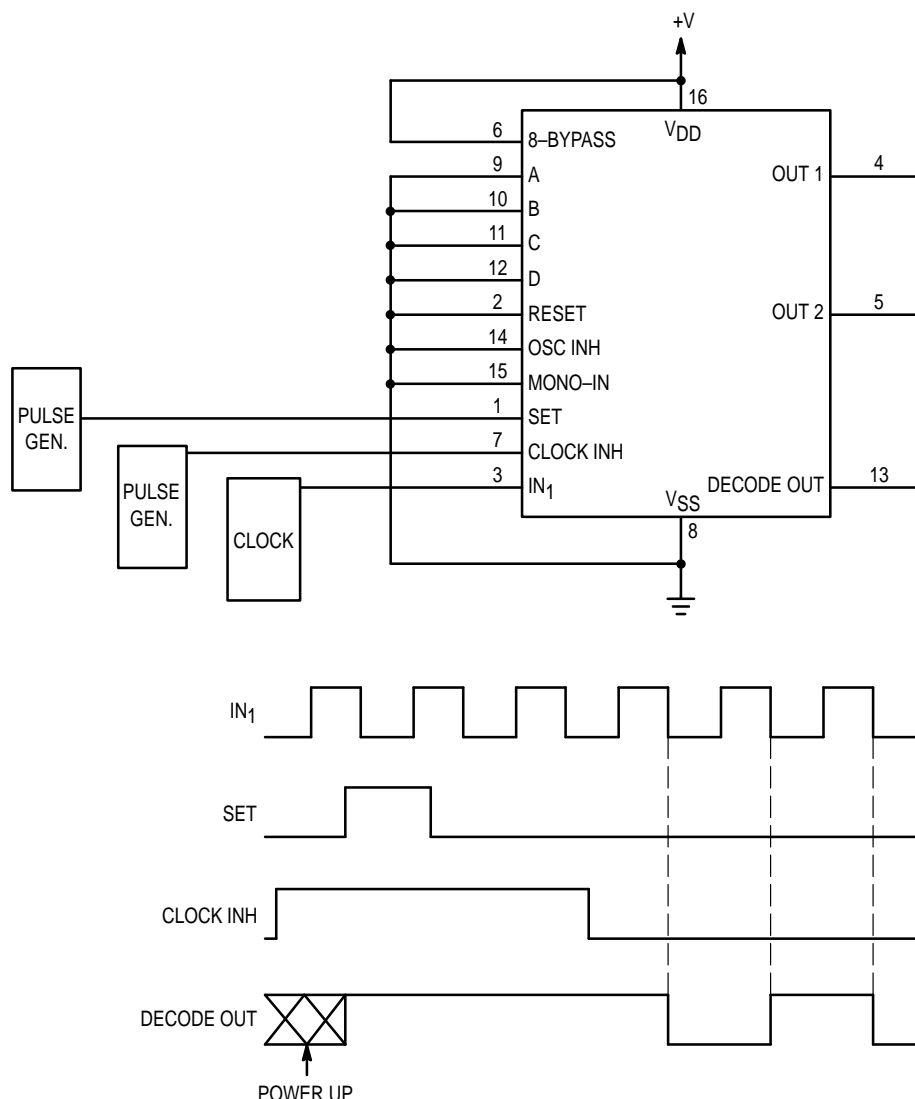 +V
16
VDD
6
8–BYPASS
9
A
OUT 1
4
10
B
11
C
12
D
2
RESET
OUT 2
5
14
OSC INH
15
MONO–IN
PULSE
GEN.
1
SET
7
CLOCK INH
PULSE
GEN.
3
IN1
DECODE OUT
13
CLOCK
VSS
8
IN1
SET
CLOCK INH
DECODE OUT
POWER UP